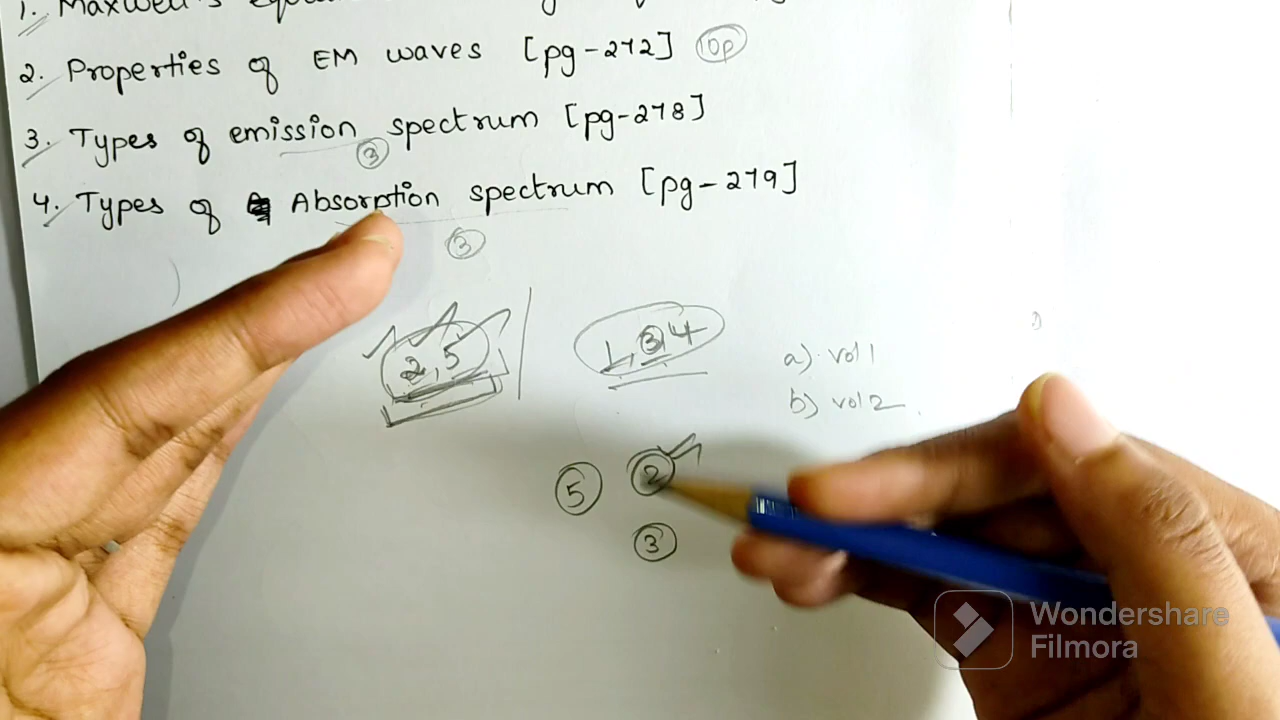 1. Maxwell's
2. Properties of EM waves [pg-272] 10p
3. Types of emission spectrum [pg-278]
3
4. Types of Absorption spectrum [pg-279]
3
2, 5 1, 3, 4
a) vol 1
b) vol 2
5 2
3
Wondershare
Filmora